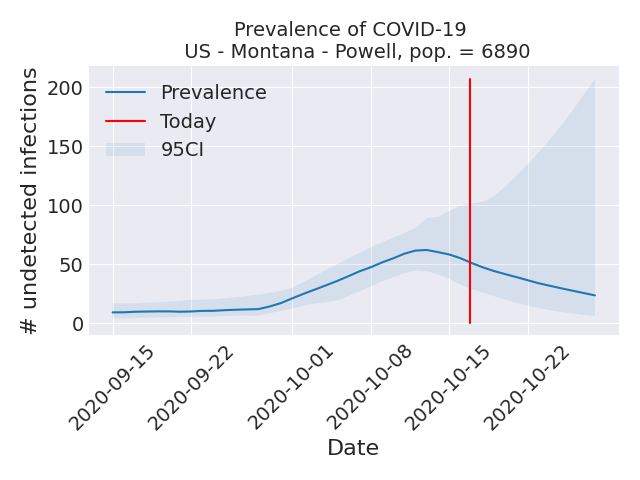 Prevalence of COVID-19
US - Montana - Powell, pop. = 6890
200
150
100
50
0
# undetected infections
Prevalence
Today
95CI
2020-09-15
2020-09-22
2020-10-01
2020-10-08
2020-10-15
2020-10-22
Date